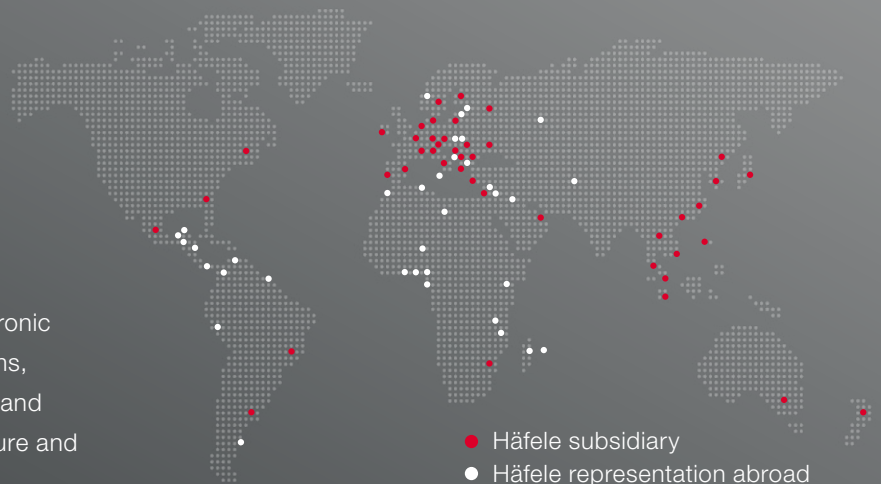 ronic
ns,
and
ure and
Häfele subsidiary
Häfele representation abroad